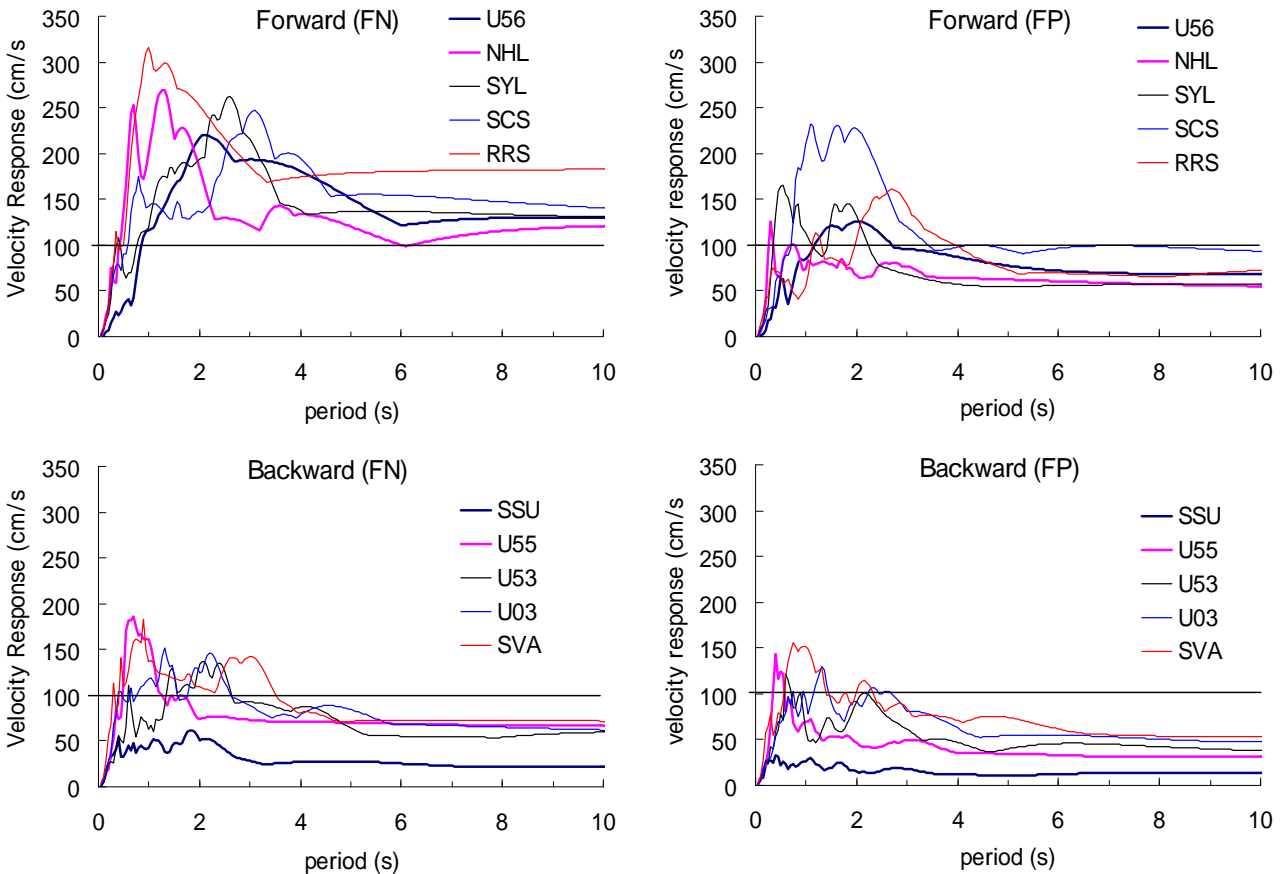 Forward (FN)
Velocity Response (cm/s
350
300
250
200
150
100
50
0
0 2 4 6 8 10
period (s)
U56
NHL
SYL
SCS
RRS
Forward (FP)
velocity response (cm/s)
350
300
250
200
150
100
50
0
0 2 4 6 8 10
period (s)
U56
NHL
SYL
SCS
RRS
Backward (FN)
Velocity Response (cm/s
350
300
250
200
150
100
50
0
0 2 4 6 8 10
period (s)
SSU
U55
U53
U03
SVA
Backward (FP)
velocity response (cm/s)
350
300
250
200
150
100
50
0
0 2 4 6 8 10
period (s)
SSU
U55
U53
U03
SVA